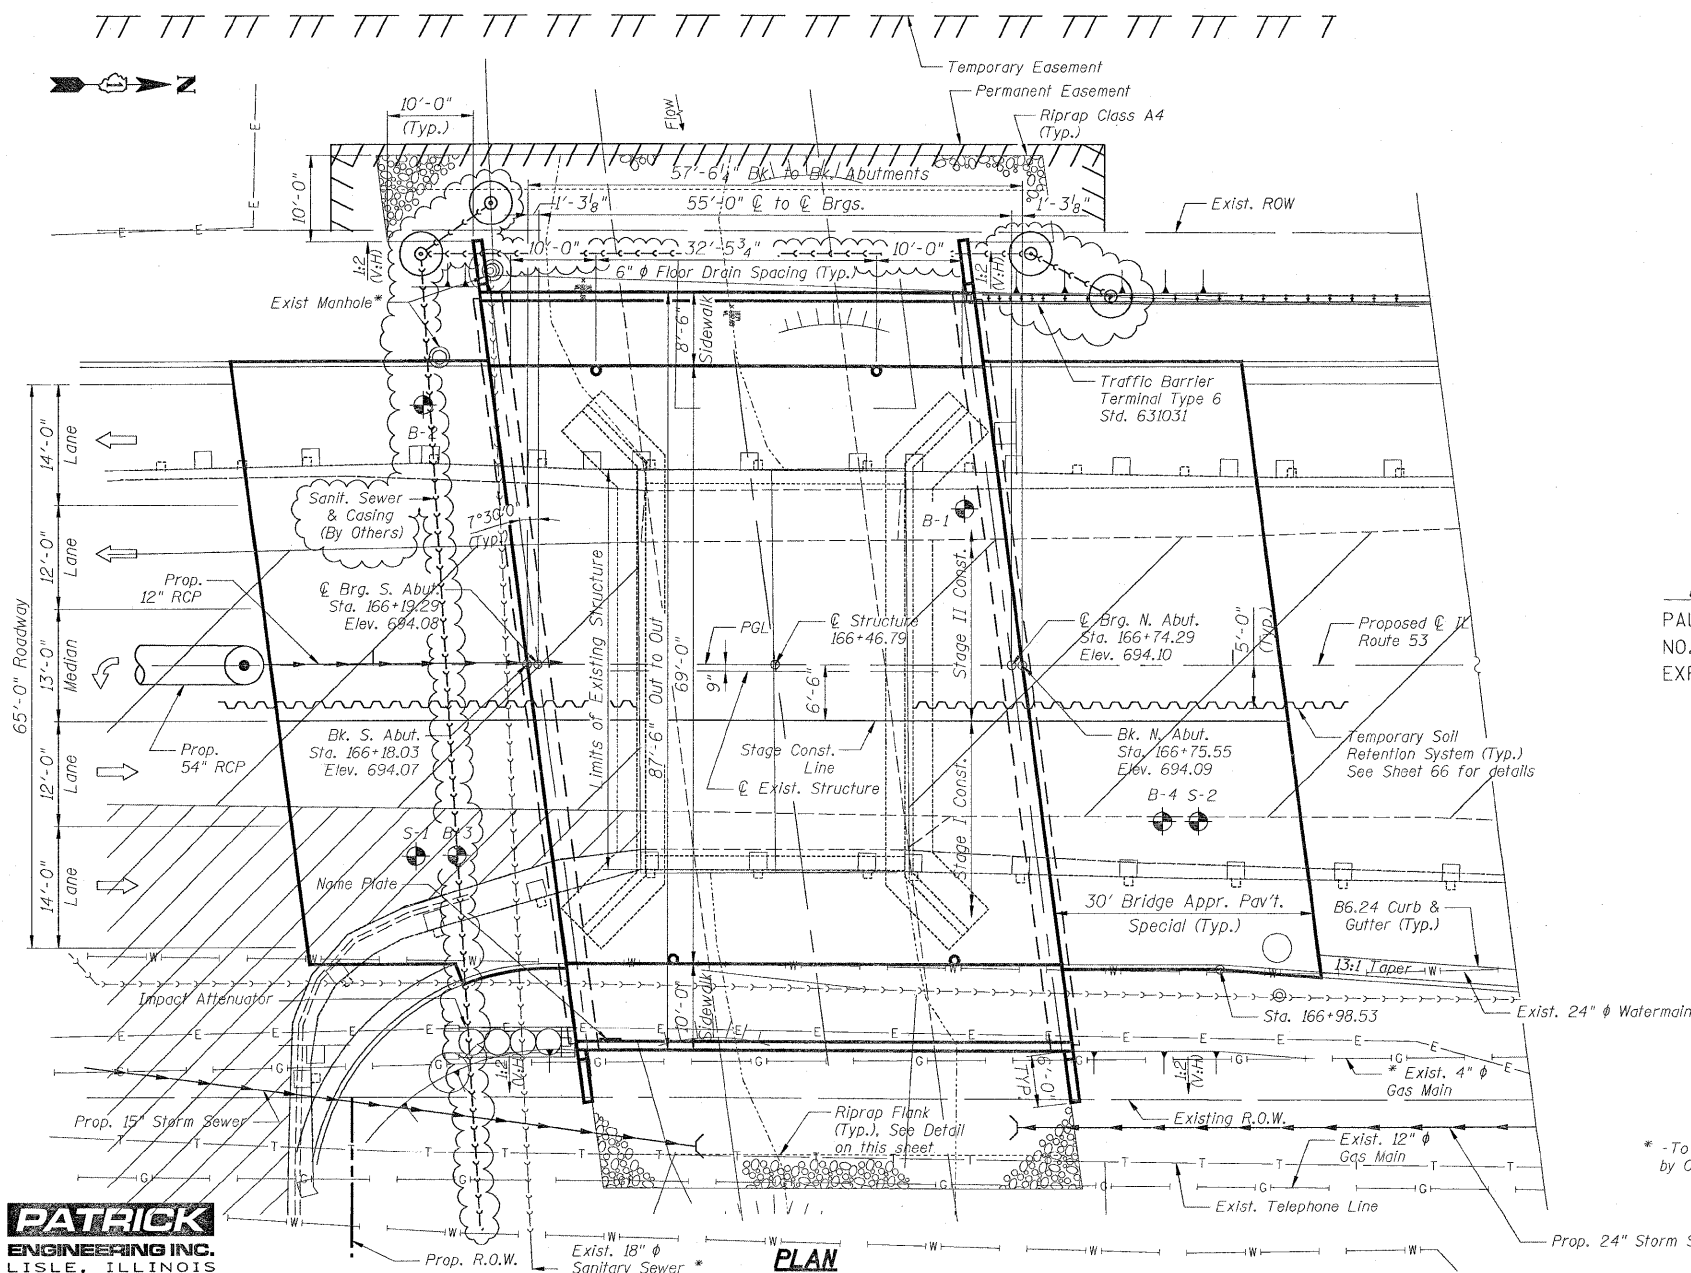 Temporary Easement
Permanent Easement
Riprap Class A4
(Typ.)
N
10'-0"
(Typ.)
Flow
10'-0"
57'-6¼" Bk. to Bk. Abutments
1'-3⅛"
55'-0" ℄ to ℄ Brgs.
1'-3⅛"
Exist. ROW
10'-0"
32'-5¾"
10'-0"
6" ϕ Floor Drain Spacing (Typ.)
1:2
(V:H)
1:2
(V:H)
Exist Manhole*
8'-6"
Sidewalk
Traffic Barrier
Terminal Type 6
Std. 631031
65'-0" Roadway
14'-0"
Lane
12'-0"
Lane
13'-0"
Median
12'-0"
Lane
14'-0"
Lane
B-2
Sanit. Sewer
& Casing
(By Others)
7°30'0"
(Typ.)
B-1
Prop.
12" RCP
℄ Brg. S. Abut.
Sta. 166+19.29
Elev. 694.08
Limits of Existing Structure
87'-6" Out to Out
69'-0"
PGL
9"
℄ Structure
166+46.79
6'-6"
Stage II Const.
℄ Brg. N. Abut.
Sta. 166+74.29
Elev. 694.10
5'-0"
(Typ.)
Proposed ℄ IL
Route 53
PAU
NO.
EXF
Prop.
54" RCP
Bk. S. Abut.
Sta. 166+18.03
Elev. 694.07
Stage Const.
Line
℄ Exist. Structure
Stage I Const.
Bk. N. Abut.
Sta. 166+75.55
Elev. 694.09
Temporary Soil
Retention System (Typ.)
See Sheet 66 for details
B-4 S-2
S-1 B-3
Name Plate
30' Bridge Appr. Pav't.
Special (Typ.)
B6.24 Curb &
Gutter (Typ.)
13:1 Taper
Impact Attenuator
10'-0"
Sidewalk
Sta. 166+98.53
Exist. 24" ϕ Watermain
1:2
(V:H)
9'-0"
(TYP.
1:2
(V:H)
* Exist. 4" ϕ
Gas Main
Prop. 15" Storm Sewer
Riprap Flank
(Typ.), See Detail
on this sheet
Existing R.O.W.
Exist. 12" ϕ
Gas Main
* -To
by O
Exist. Telephone Line
PATRICK
ENGINEERING INC.
LISLE, ILLINOIS
Prop. R.O.W.
Exist. 18" ϕ
Sanitary Sewer *
PLAN
Prop. 24" Storm S